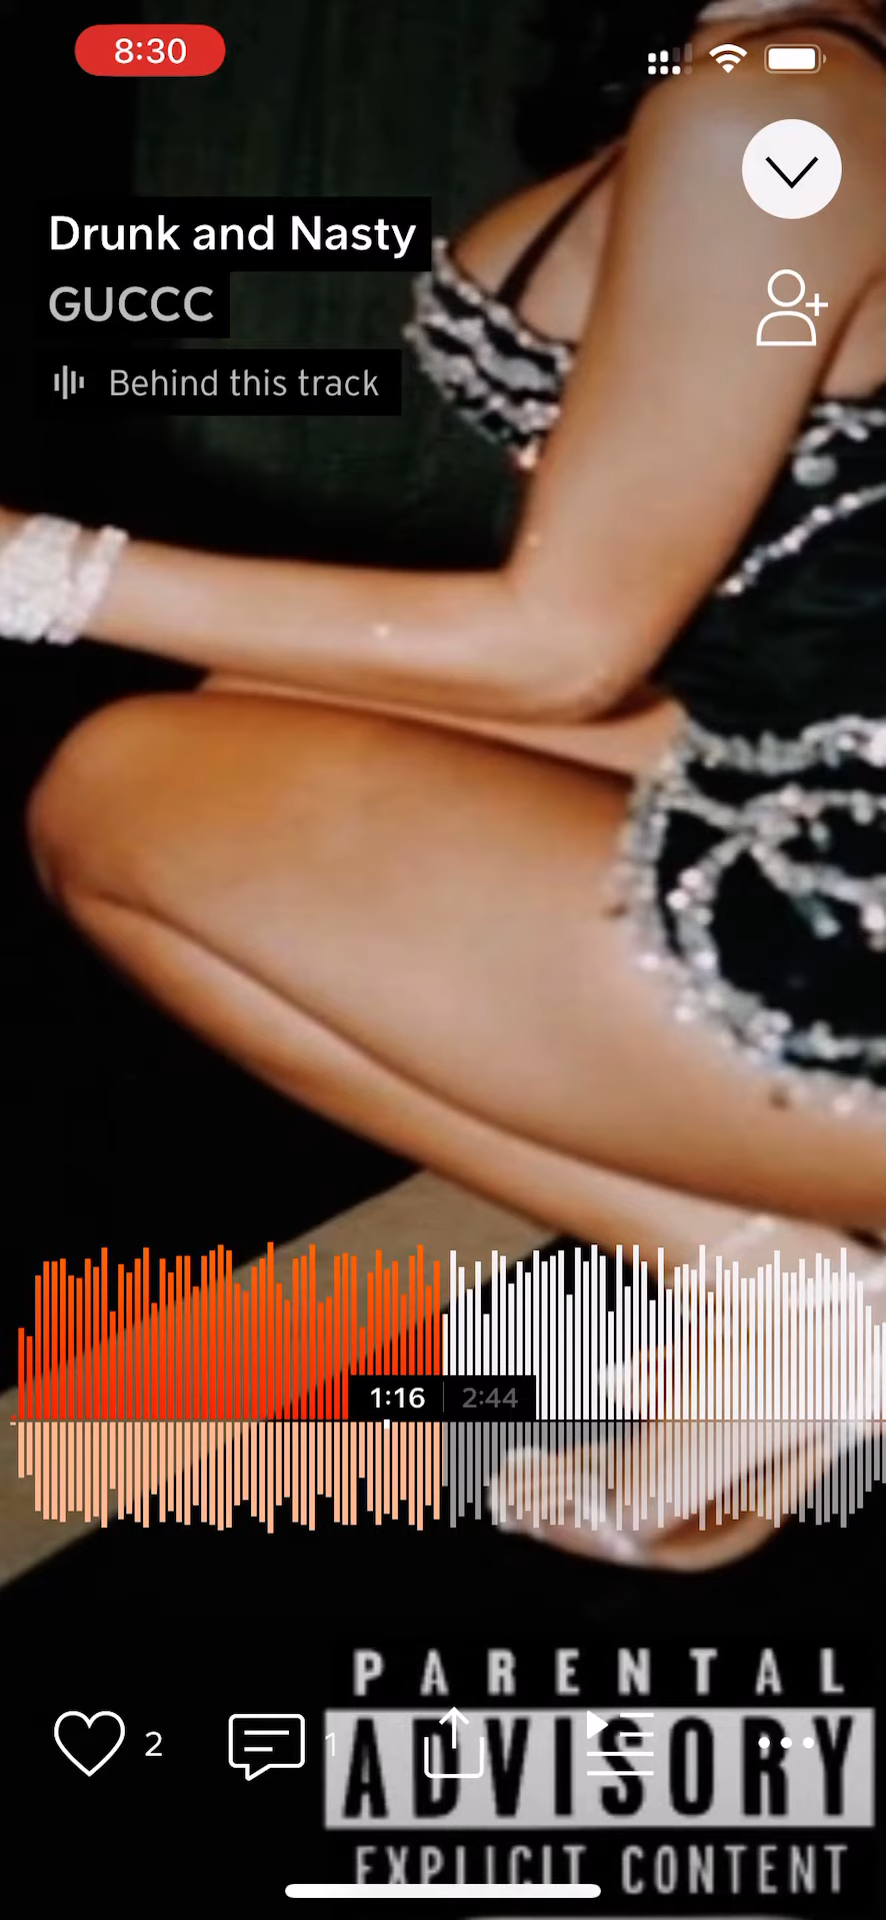 8:30
Drunk and Nasty
GUCCC
Behind this track
1:16 2:44
PARENTAL
2 1
ADVISORY
EXPLICIT CONTENT